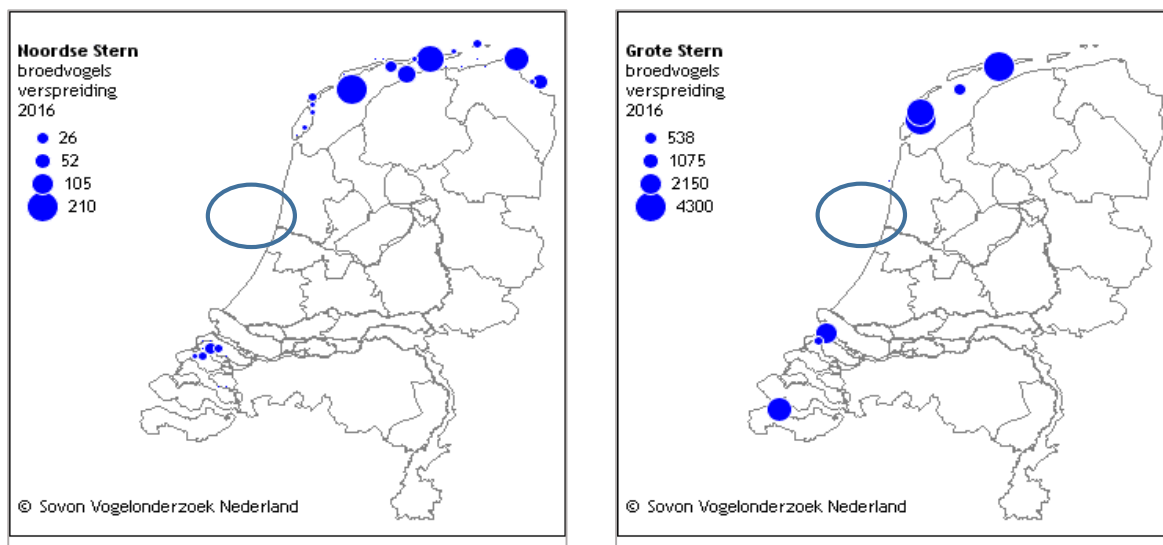 Noordse Stern
broedvogels
verspreiding
2016
26
52
105
210
© Sovon Vogelonderzoek Nederland
Grote Stern
broedvogels
verspreiding
2016
538
1075
2150
4300
© Sovon Vogelonderzoek Nederland